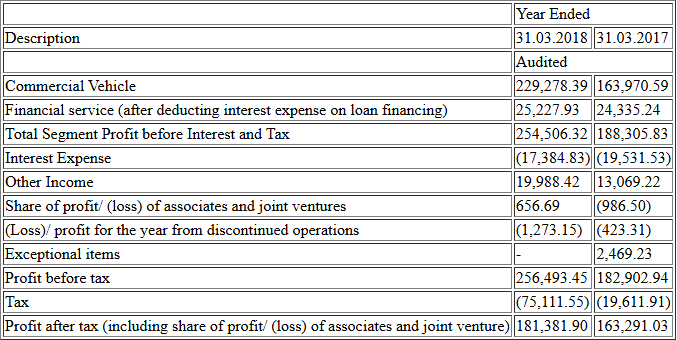 Year Ended
Description 31.03.2018 31.03.2017
Audited
Commercial Vehicle 229,278.39 163,970.59
Financial service (after deducting interest expense on loan financing) 25,227.93 24,335.24
Total Segment Profit before Interest and Tax 254,506.32 188,305.83
Interest Expense (17,384.83) (19,531.53)
Other Income 19,988.42 13,069.22
Share of profit/ (loss) of associates and joint ventures 656.69 (986.50)
(Loss)/ profit for the year from discontinued operations (1,273.15) (423.31)
Exceptional items - 2,469.23
Profit before tax 256,493.45 182,902.94
Tax (75,111.55) (19,611.91)
Profit after tax (including share of profit/ (loss) of associates and joint venture) 181,381.90 163,291.03